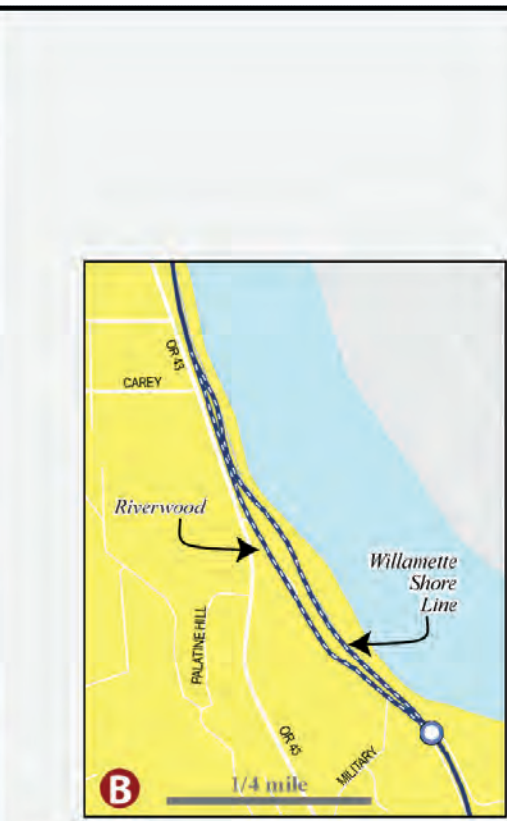 OR 43
CAREY
Riverwood
Willamette
Shore
Line
PALATINE HILL
OR 43
MILITARY
B
1/4 mile